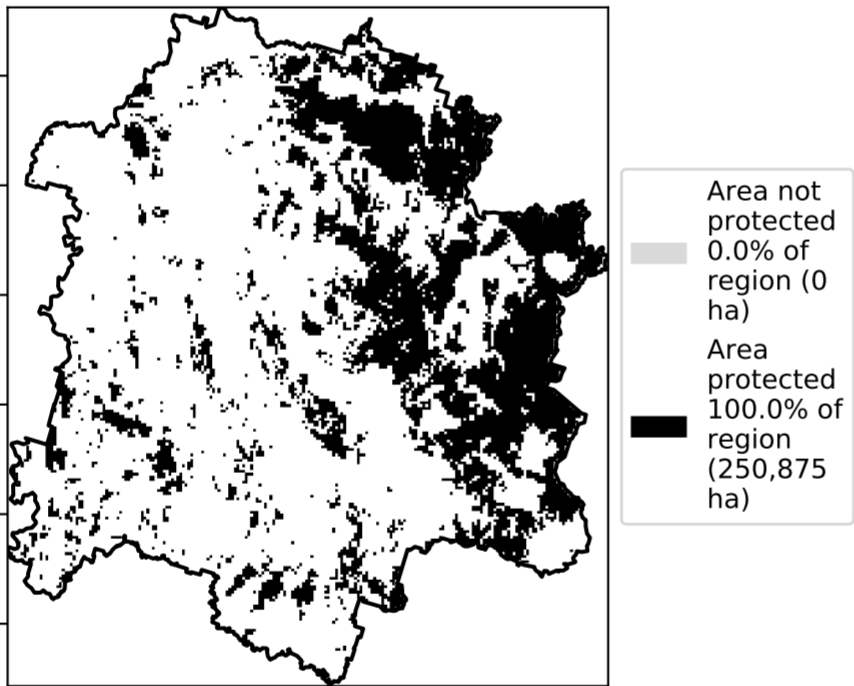 Area not
protected
0.0% of
region (0
ha)
Area
protected
100.0% of
region
(250,875
ha)